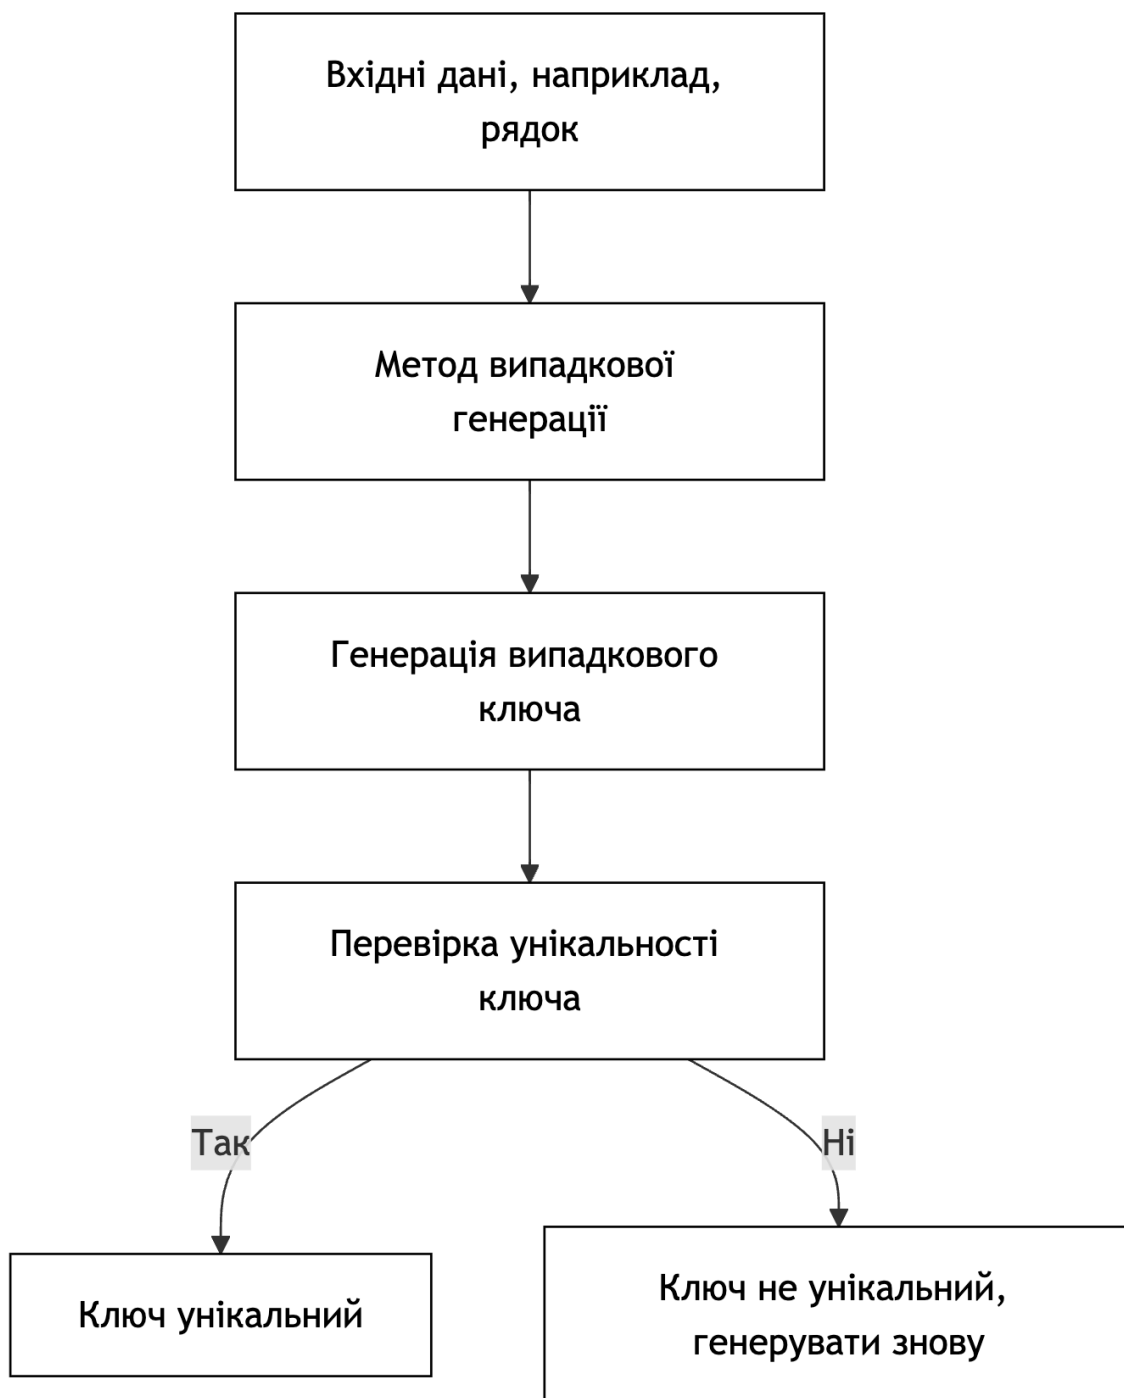 Вхідні дані, наприклад,
рядок
Метод випадкової
генерації
Генерація випадкового
ключа
Перевірка унікальності
ключа
Так
Ні
Ключ унікальний
Ключ не унікальний,
генерувати знову